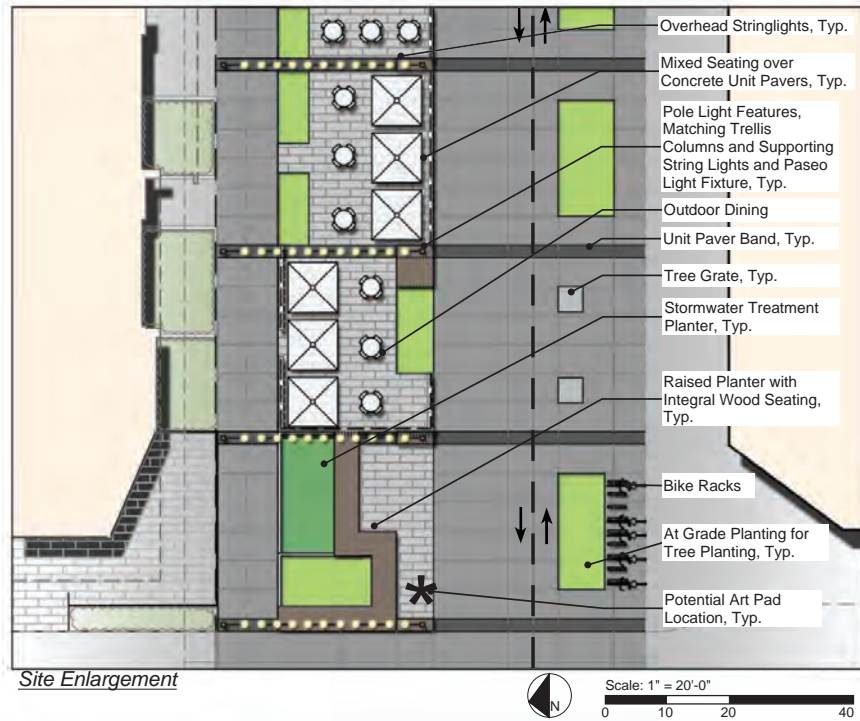 Overhead Stringlights, Typ.
Mixed Seating over
Concrete Unit Pavers, Typ.
Pole Light Features,
Matching Trellis
Columns and Supporting
String Lights and Paseo
Light Fixture, Typ.
Outdoor Dining
Unit Paver Band, Typ.
Tree Grate, Typ.
Stormwater Treatment
Planter, Typ.
Raised Planter with
Integral Wood Seating,
Typ.
Bike Racks
At Grade Planting for
Tree Planting, Typ.
Potential Art Pad
Location, Typ.
Site Enlargement
N
Scale: 1" = 20'-0"
0 10 20 40